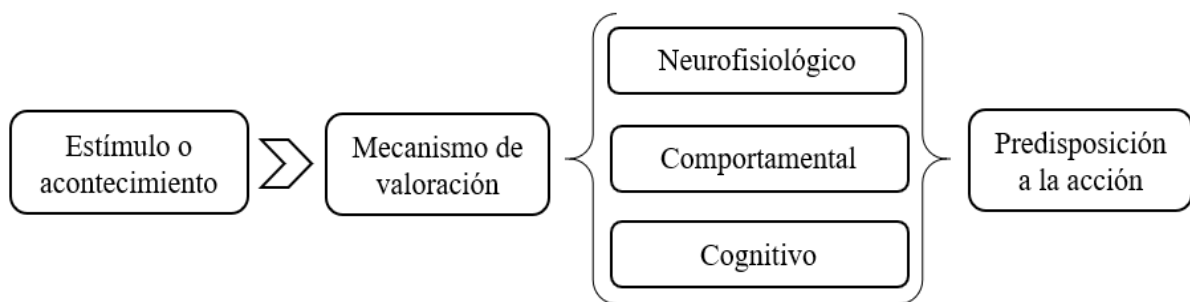 Estímulo o
acontecimiento
Mecanismo de
valoración
Neurofisiológico
Comportamental
Cognitivo
Predisposición
a la acción